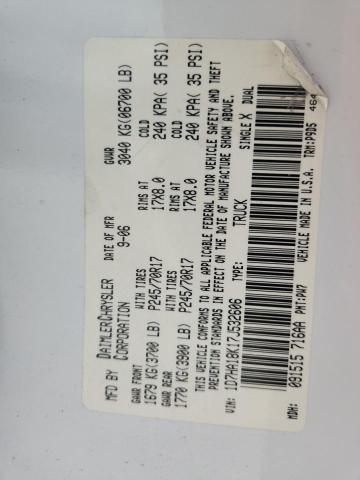 MFD BY DAIMLERCHRYSLER CORPORATION DATE OF MFR 9-06 GVWR 3040 KG(06700 LB)
GAWR FRONT WITH TIRES RIMS AT COLD
1679 KG(3700 LB) P245/70R17 17X8.0 240 KPA( 35 PSI)
GAWR REAR WITH TIRES RIMS AT COLD
1770 KG(3900 LB) P245/70R17 17X8.0 240 KPA( 35 PSI)
THIS VEHICLE CONFORMS TO ALL APPLICABLE FEDERAL MOTOR VEHICLE SAFETY AND THEFT
PREVENTION STANDARDS IN EFFECT ON THE DATE OF MANUFACTURE SHOWN ABOVE.
VIN: 1D7HA18K17J532606 TYPE: TRUCK SINGLE X DUAL
MDH: 091515 716AA PNT:PW7 VEHICLE MADE IN U.S.A. TRM:P9D5 464